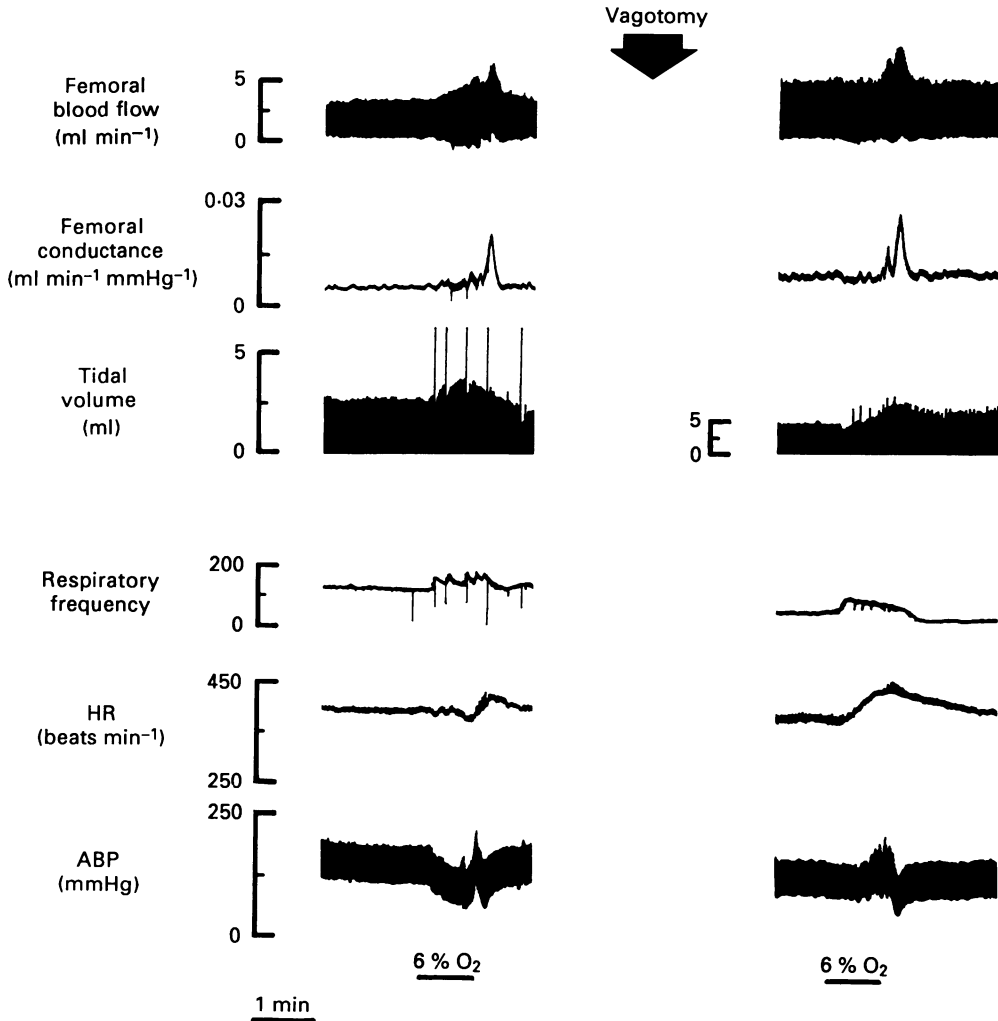 Vagotomy
Femoral
blood flow
(ml min⁻¹)
5
0
Femoral
conductance
(ml min⁻¹ mmHg⁻¹)
0·03
0
Tidal
volume
(ml)
5
0
5
0
Respiratory
frequency
200
0
HR
(beats min⁻¹)
450
250
ABP
(mmHg)
250
0
6 % O₂
6 % O₂
1 min